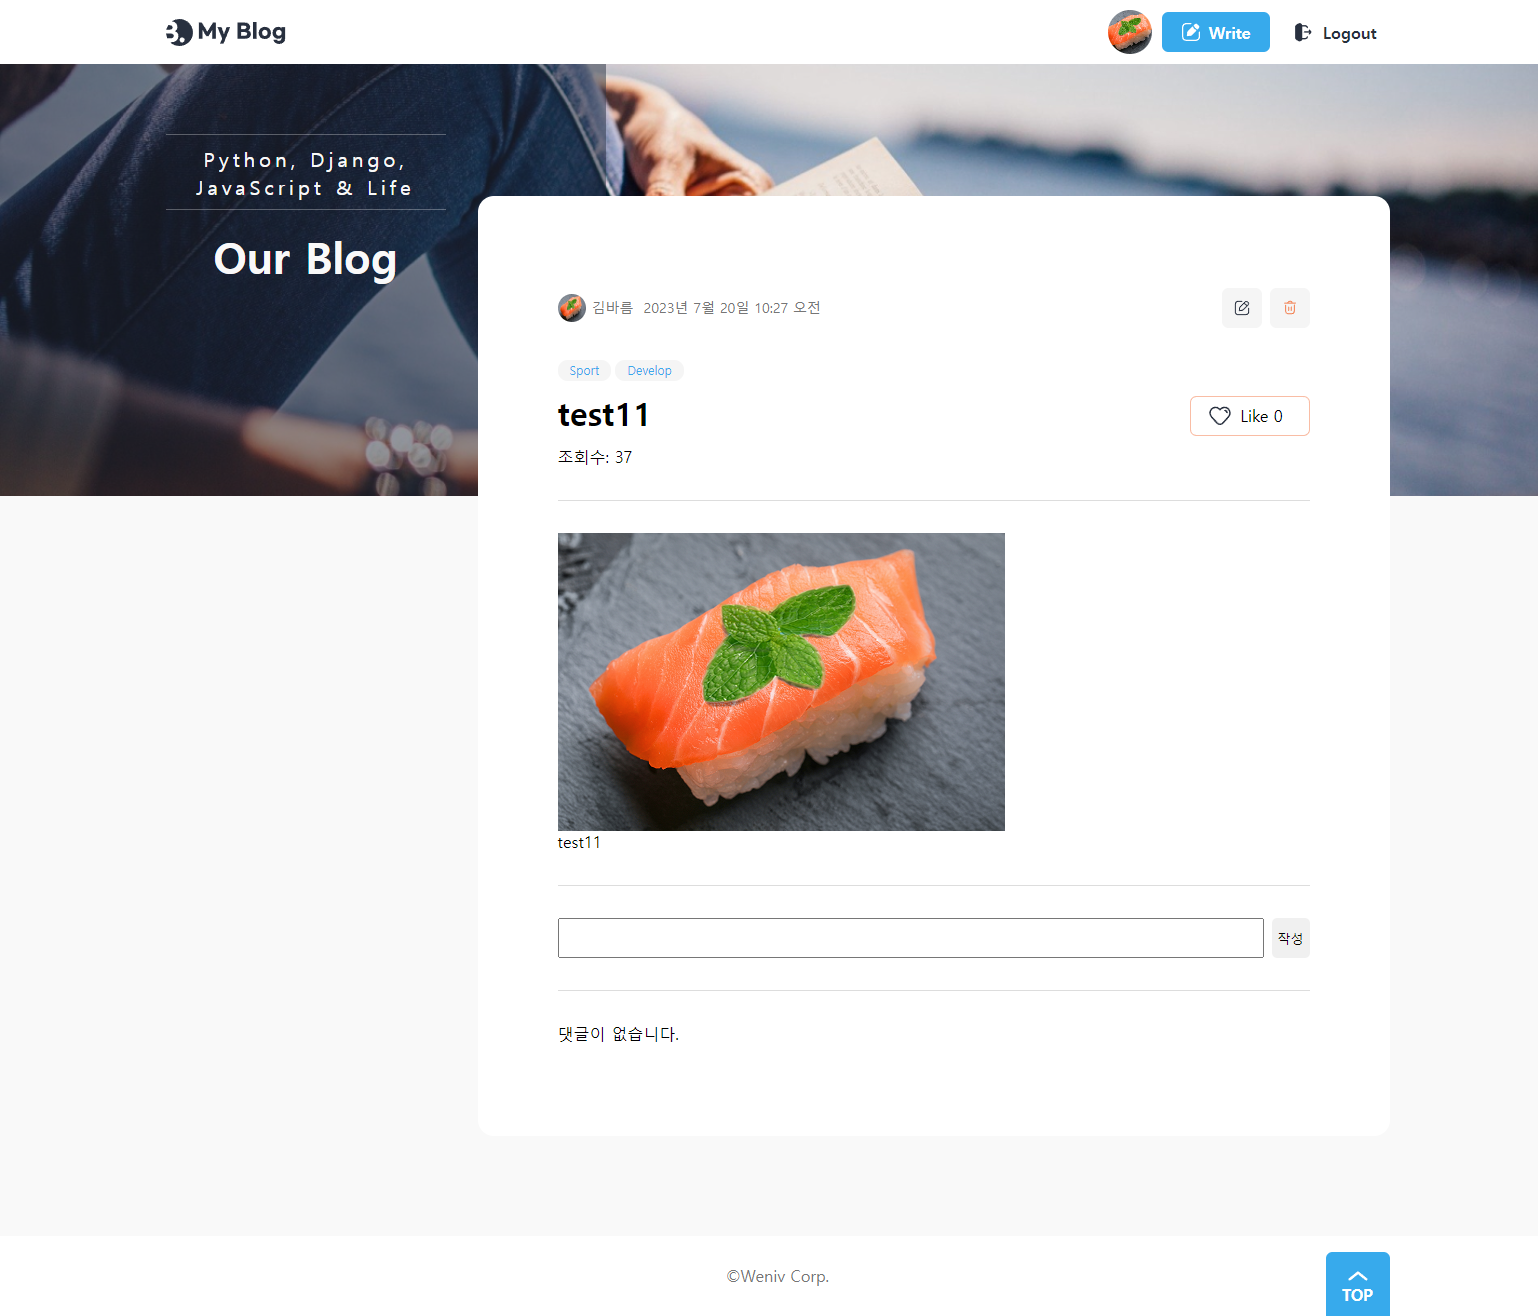 My Blog
Write
Logout
Python, Django,
JavaScript & Life
Our Blog
김바름 2023년 7월 20일 10:27 오전
Sport Develop
test11
Like 0
조회수: 37
test11
작성
댓글이 없습니다.
©Weniv Corp.
TOP